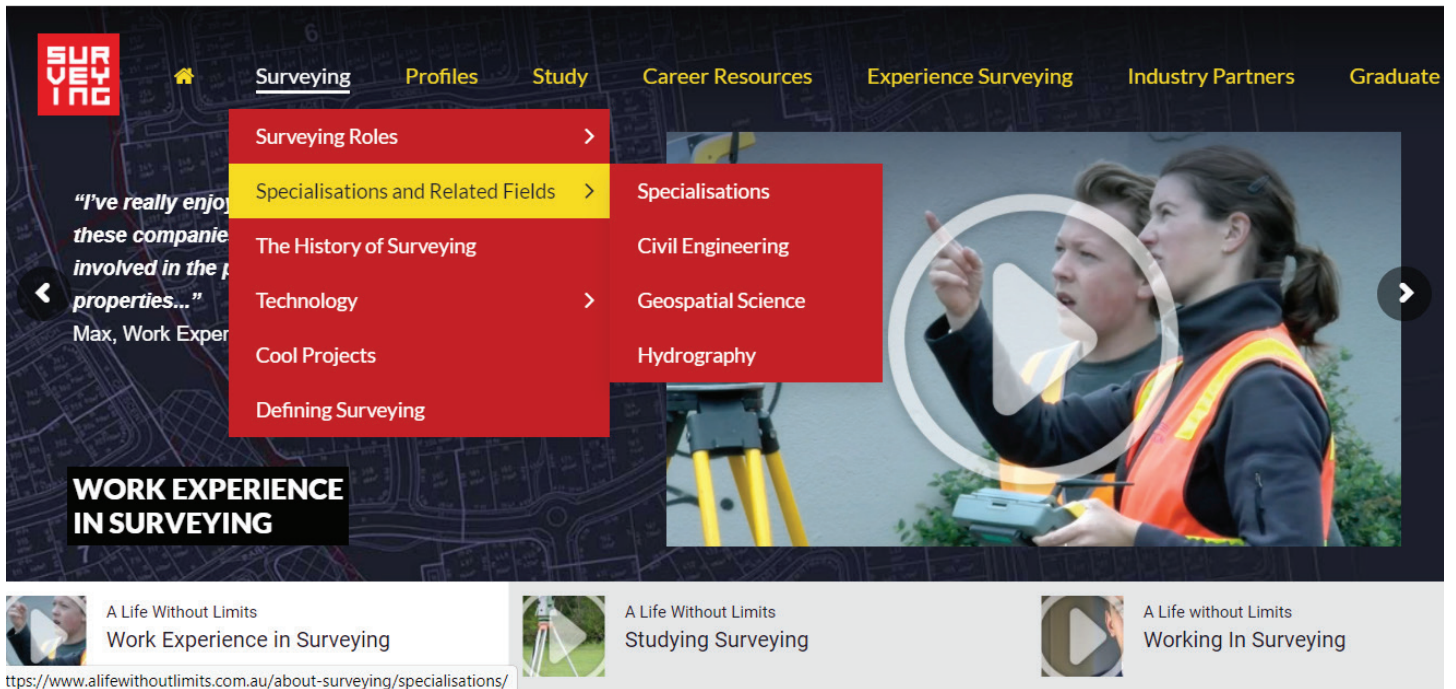 6
SUR
VEY
ING
Surveying Profiles Study Career Resources Experience Surveying Industry Partners Graduate
Surveying Roles
Specialisations and Related Fields
The History of Surveying
Technology
Cool Projects
Defining Surveying
Specialisations
Civil Engineering
Geospatial Science
Hydrography
“I’ve really enjoy
these companie
involved in the p
properties...”
Max, Work Exper
WORK EXPERIENCE
IN SURVEYING
7
A Life Without Limits
Work Experience in Surveying
A Life Without Limits
Studying Surveying
A Life without Limits
Working In Surveying
ttps://www.alifewithoutlimits.com.au/about-surveying/specialisations/